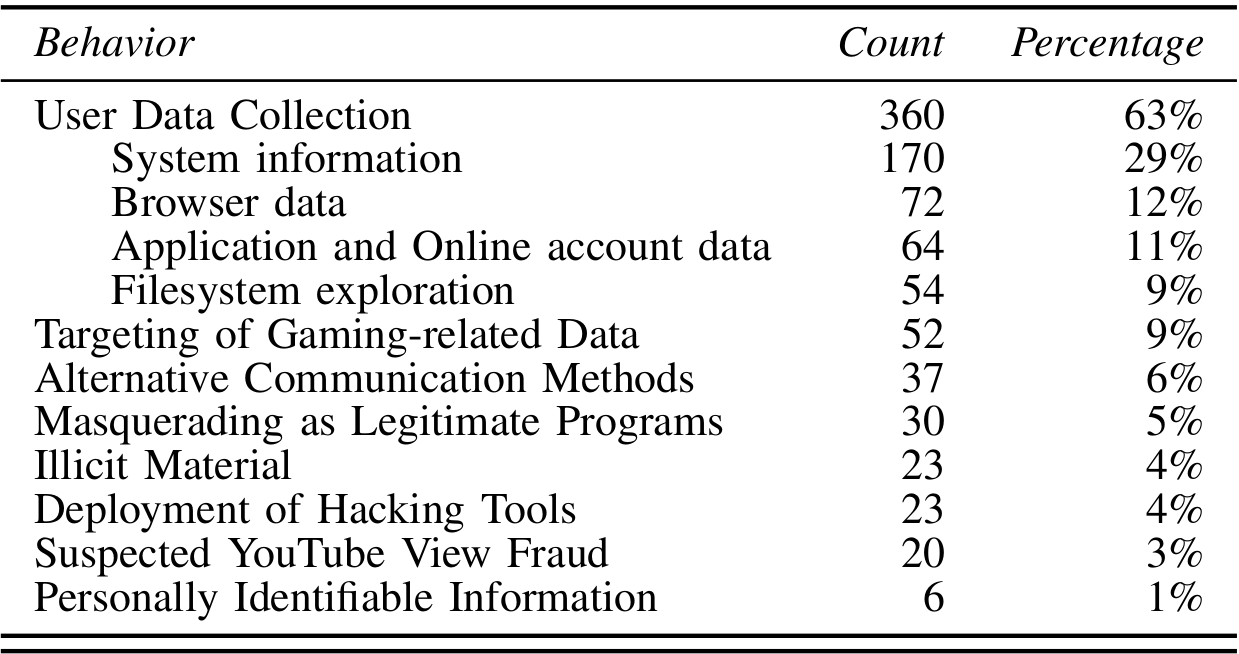 Behavior Count Percentage
User Data Collection 360 63%
System information 170 29%
Browser data 72 12%
Application and Online account data 64 11%
Filesystem exploration 54 9%
Targeting of Gaming-related Data 52 9%
Alternative Communication Methods 37 6%
Masquerading as Legitimate Programs 30 5%
Illicit Material 23 4%
Deployment of Hacking Tools 23 4%
Suspected YouTube View Fraud 20 3%
Personally Identifiable Information 6 1%